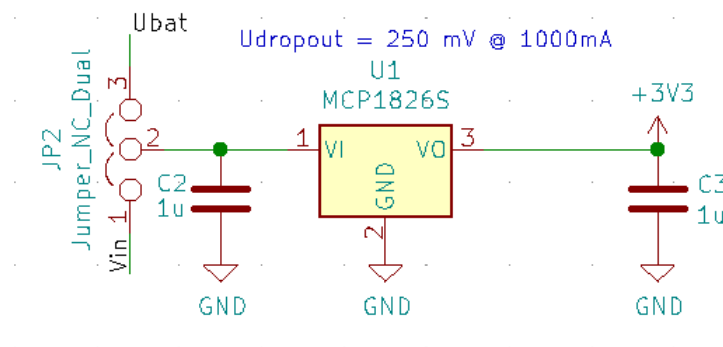 Ubat
Udropout = 250 mV @ 1000mA
U1
MCP1826S
+3V3
JP2
Jumper_NC_Dual
3
2
1
Vin
C2
1u
1
VI
VO
3
GND
2
C3
1u
GND
GND
GND